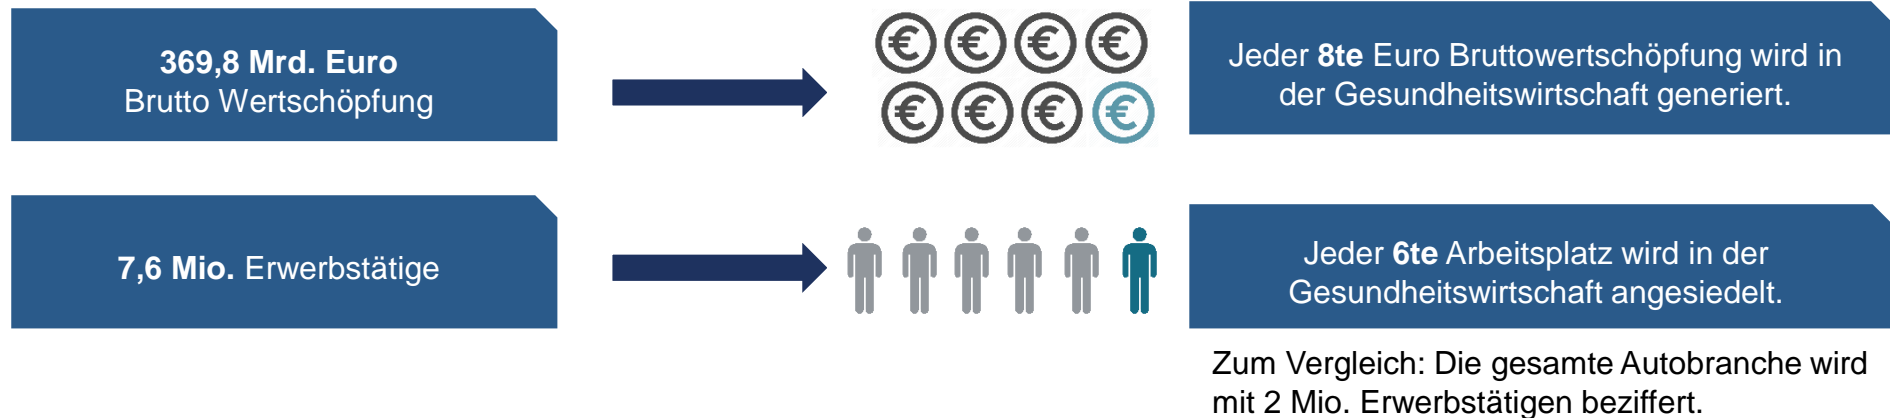 369,8 Mrd. Euro
Brutto Wertschöpfung
€ € € €
€ € € €
Jeder 8te Euro Bruttowertschöpfung wird in
der Gesundheitswirtschaft generiert.
7,6 Mio. Erwerbstätige
Jeder 6te Arbeitsplatz wird in der
Gesundheitswirtschaft angesiedelt.
Zum Vergleich: Die gesamte Autobranche wird
mit 2 Mio. Erwerbstätigen beziffert.